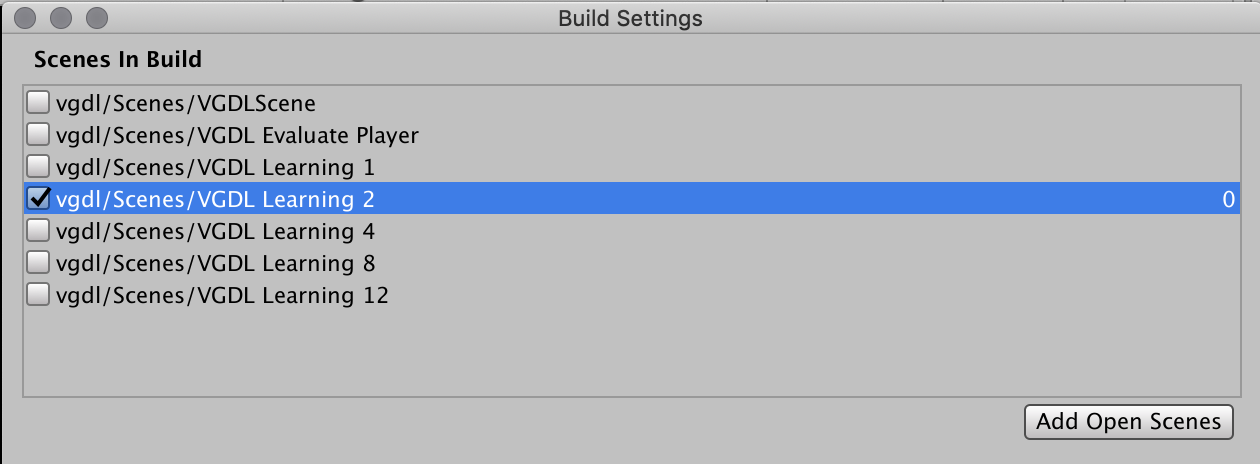 Build Settings
Scenes In Build
vgdl/Scenes/VGDLScene
vgdl/Scenes/VGDL Evaluate Player
vgdl/Scenes/VGDL Learning 1
vgdl/Scenes/VGDL Learning 2 0
vgdl/Scenes/VGDL Learning 4
vgdl/Scenes/VGDL Learning 8
vgdl/Scenes/VGDL Learning 12
Add Open Scenes